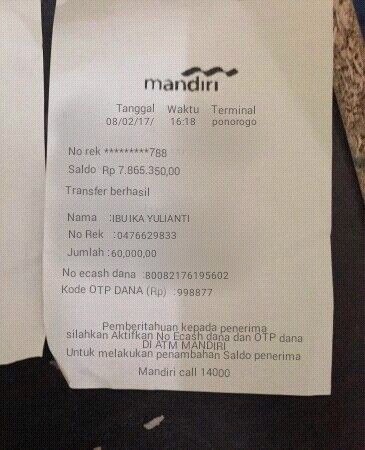 mandiri
Tanggal Waktu Terminal
08/02/17/ 16:18 ponorogo
No rek *********788
Saldo Rp 7.865.350,00
Transfer berhasil
Nama :IBU IKA YULIANTI
No Rek :0476629833
Jumlah :60,000,00
No ecash dana :80082176195602
Kode OTP DANA (Rp) :998877
Pemberitahuan kepada penerima
silahkan Aktifkan No Ecash dana dan OTP dana
DI ATM MANDIRI
Untuk melakukan penambahan Saldo penerima
Mandiri call 14000